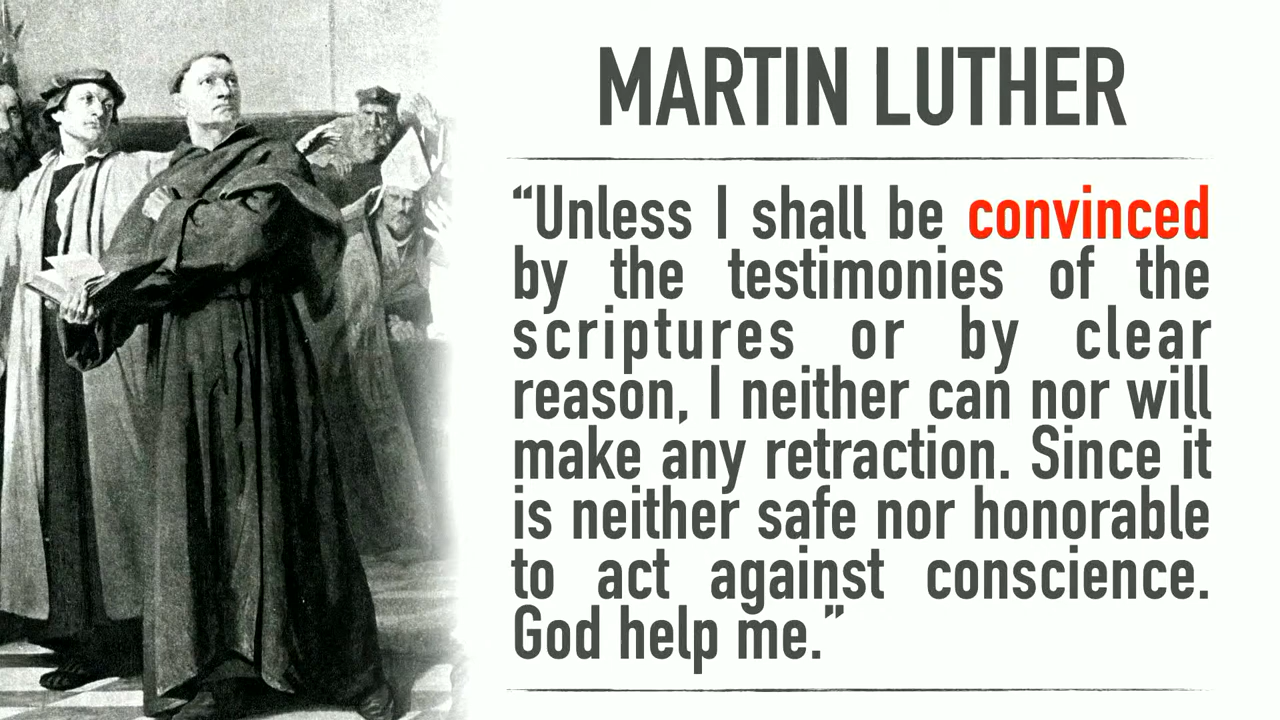 MARTIN LUTHER
“Unless I shall be convinced
by the testimonies of the
scriptures or by clear
reason, I neither can nor will
make any retraction. Since it
is neither safe nor honorable
to act against conscience.
God help me.”